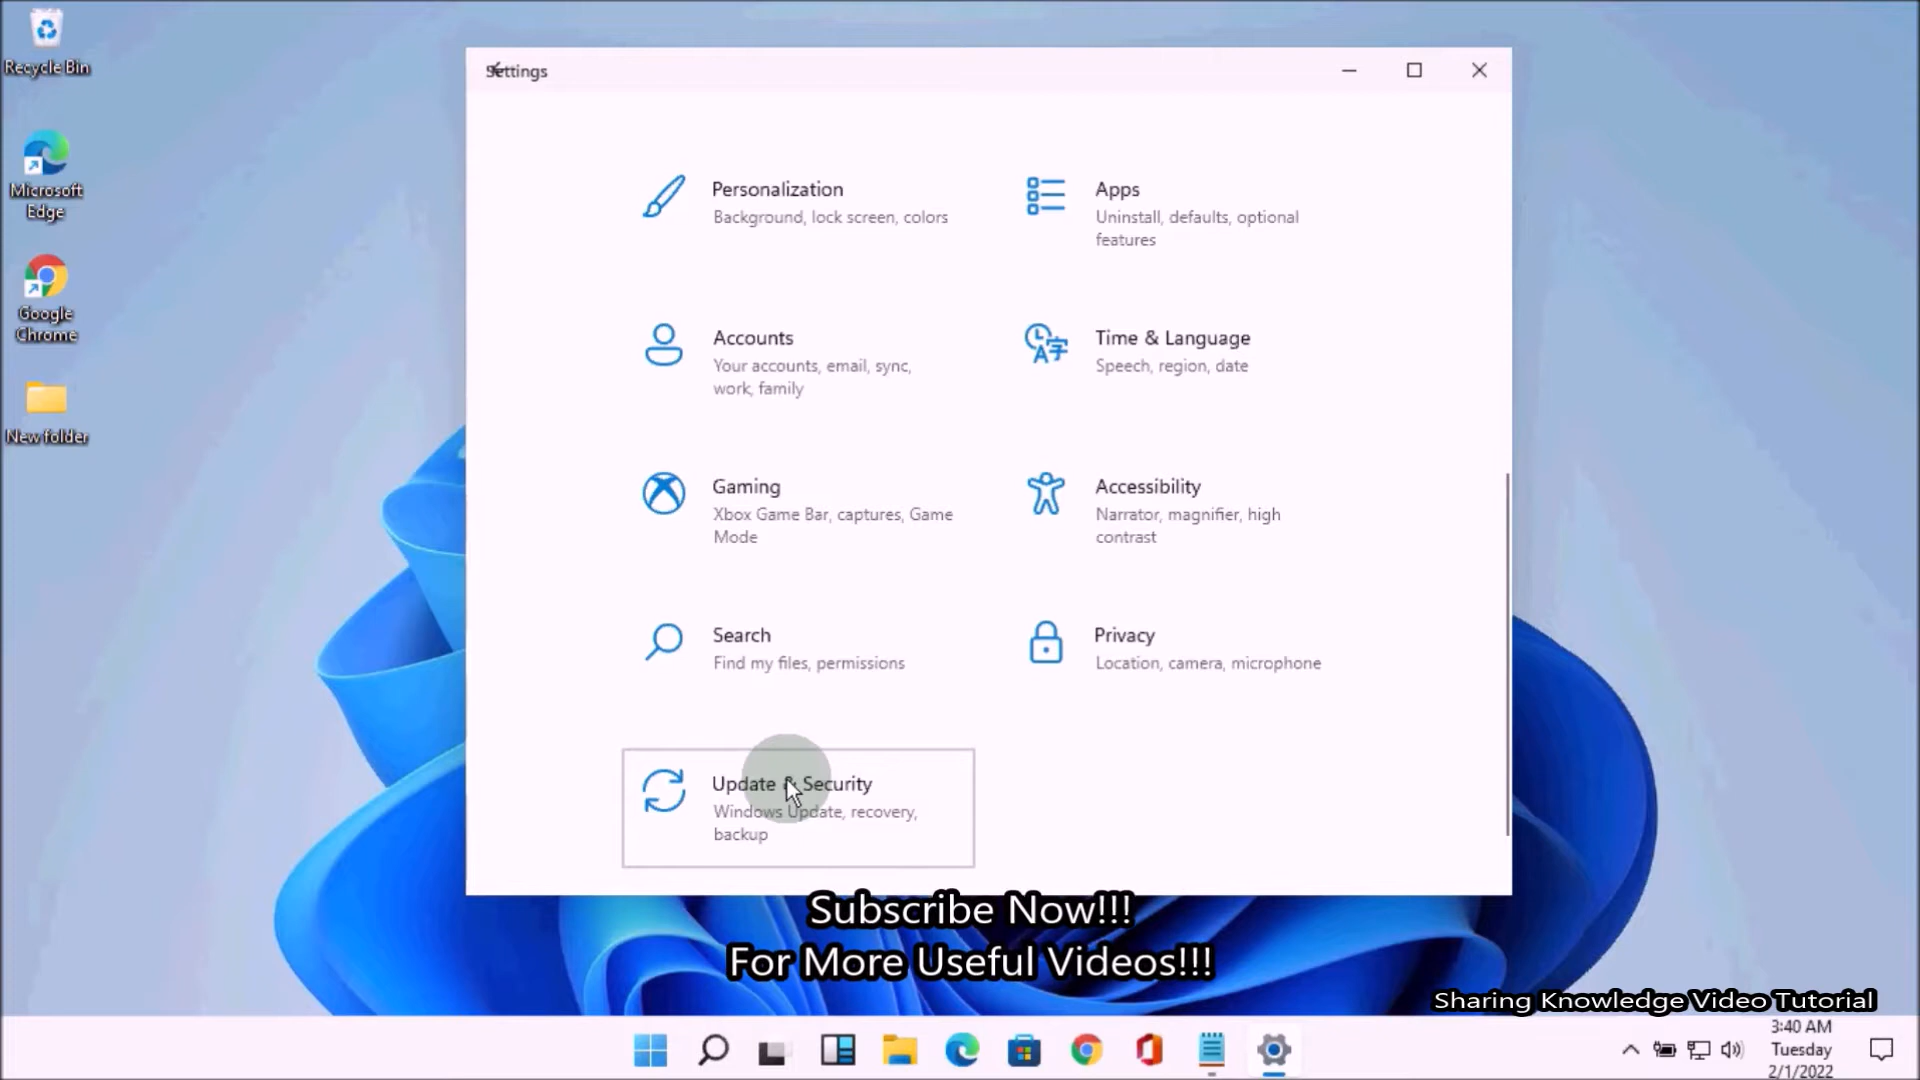 Recycle Bin
Microsoft
Edge
Google
Chrome
New folder
Settings
Personalization
Background, lock screen, colors
Apps
Uninstall, defaults, optional
features
Accounts
Your accounts, email, sync,
work, family
Time & Language
Speech, region, date
Gaming
Xbox Game Bar, captures, Game
Mode
Accessibility
Narrator, magnifier, high
contrast
Search
Find my files, permissions
Privacy
Location, camera, microphone
Update & Security
Windows Update, recovery,
backup
Subscribe Now!!!
For More Useful Videos!!!
Sharing Knowledge Video Tutorial
3:40 AM
Tuesday
2/1/2022